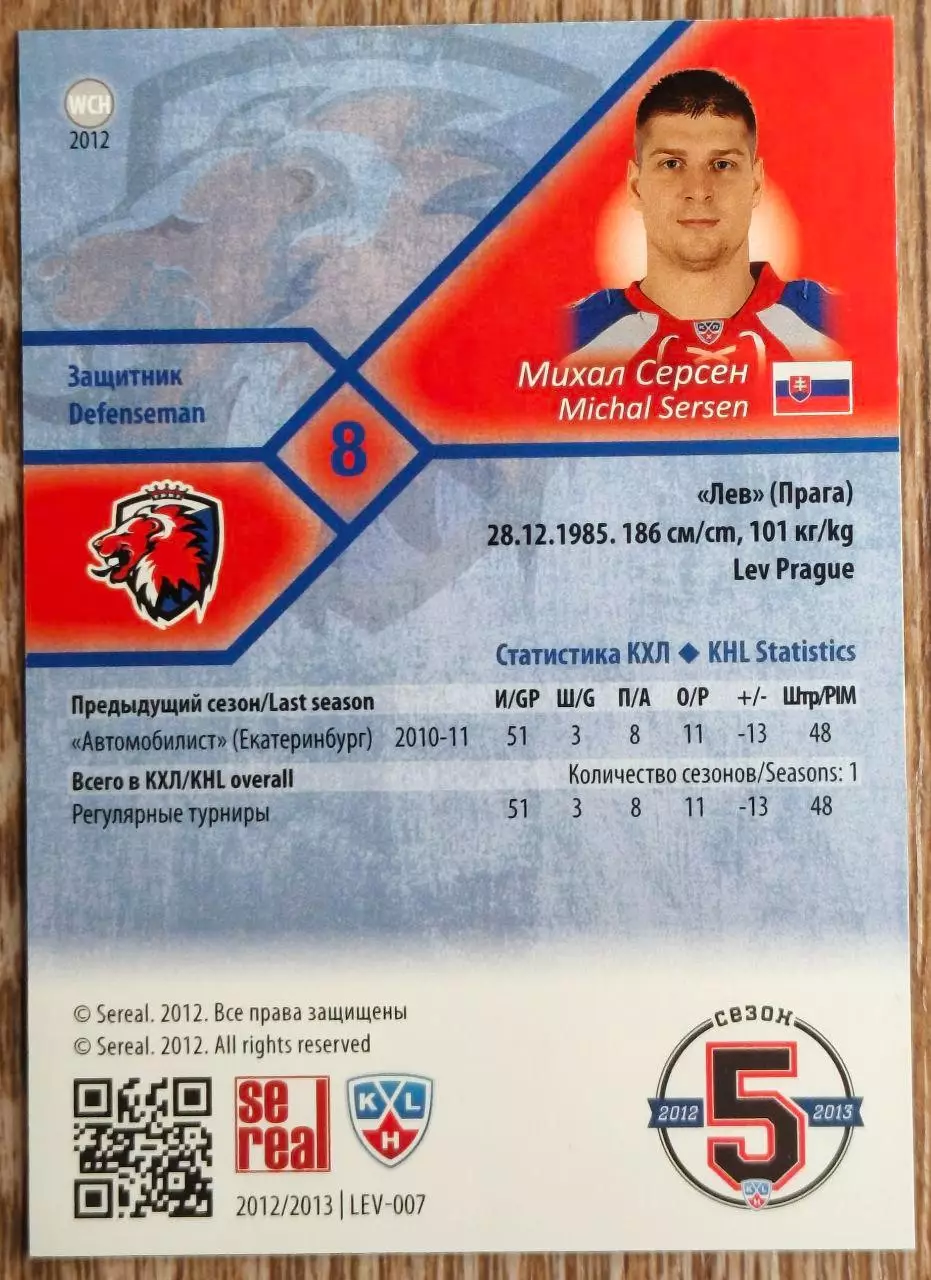 WCH
2012
Защитник
Defenseman
8
Михал Серсен
Michal Sersen
«Лев» (Прага)
28.12.1985. 186 см/cm, 101 кг/kg
Lev Prague
Статистика КХЛ ◆ KHL Statistics
Предыдущий сезон/Last season И/GP Ш/G П/A О/P +/- Штр/PIM
«Автомобилист» (Екатеринбург) 2010-11 51 3 8 11 -13 48
Всего в КХЛ/KHL overall Количество сезонов/Seasons: 1
Регулярные турниры 51 3 8 11 -13 48
© Sereal. 2012. Все права защищены
© Sereal. 2012. All rights reserved
se
real
KXL
H
2012/2013 | LEV-007
сезон
2012 5 2013
KXL
H